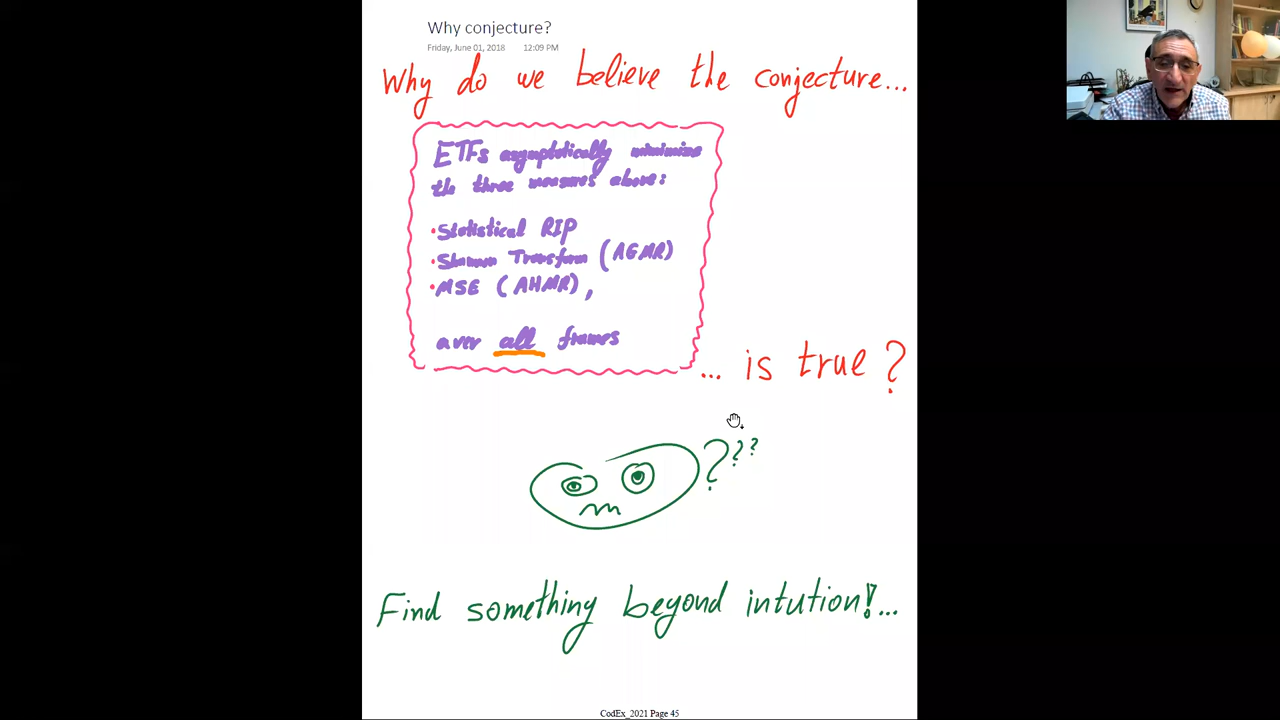 Why conjecture?
Friday, June 01, 2018 12:09 PM
Why do we believe the conjecture...
ETFs asymptotically minimize
the three measures above:
•Statistical RIP
•Shannon Transform (AGMR)
•MSE (AHMR),
over all frames
... is true?
???
Find something beyond intution!...
CodEx_2021 Page 45